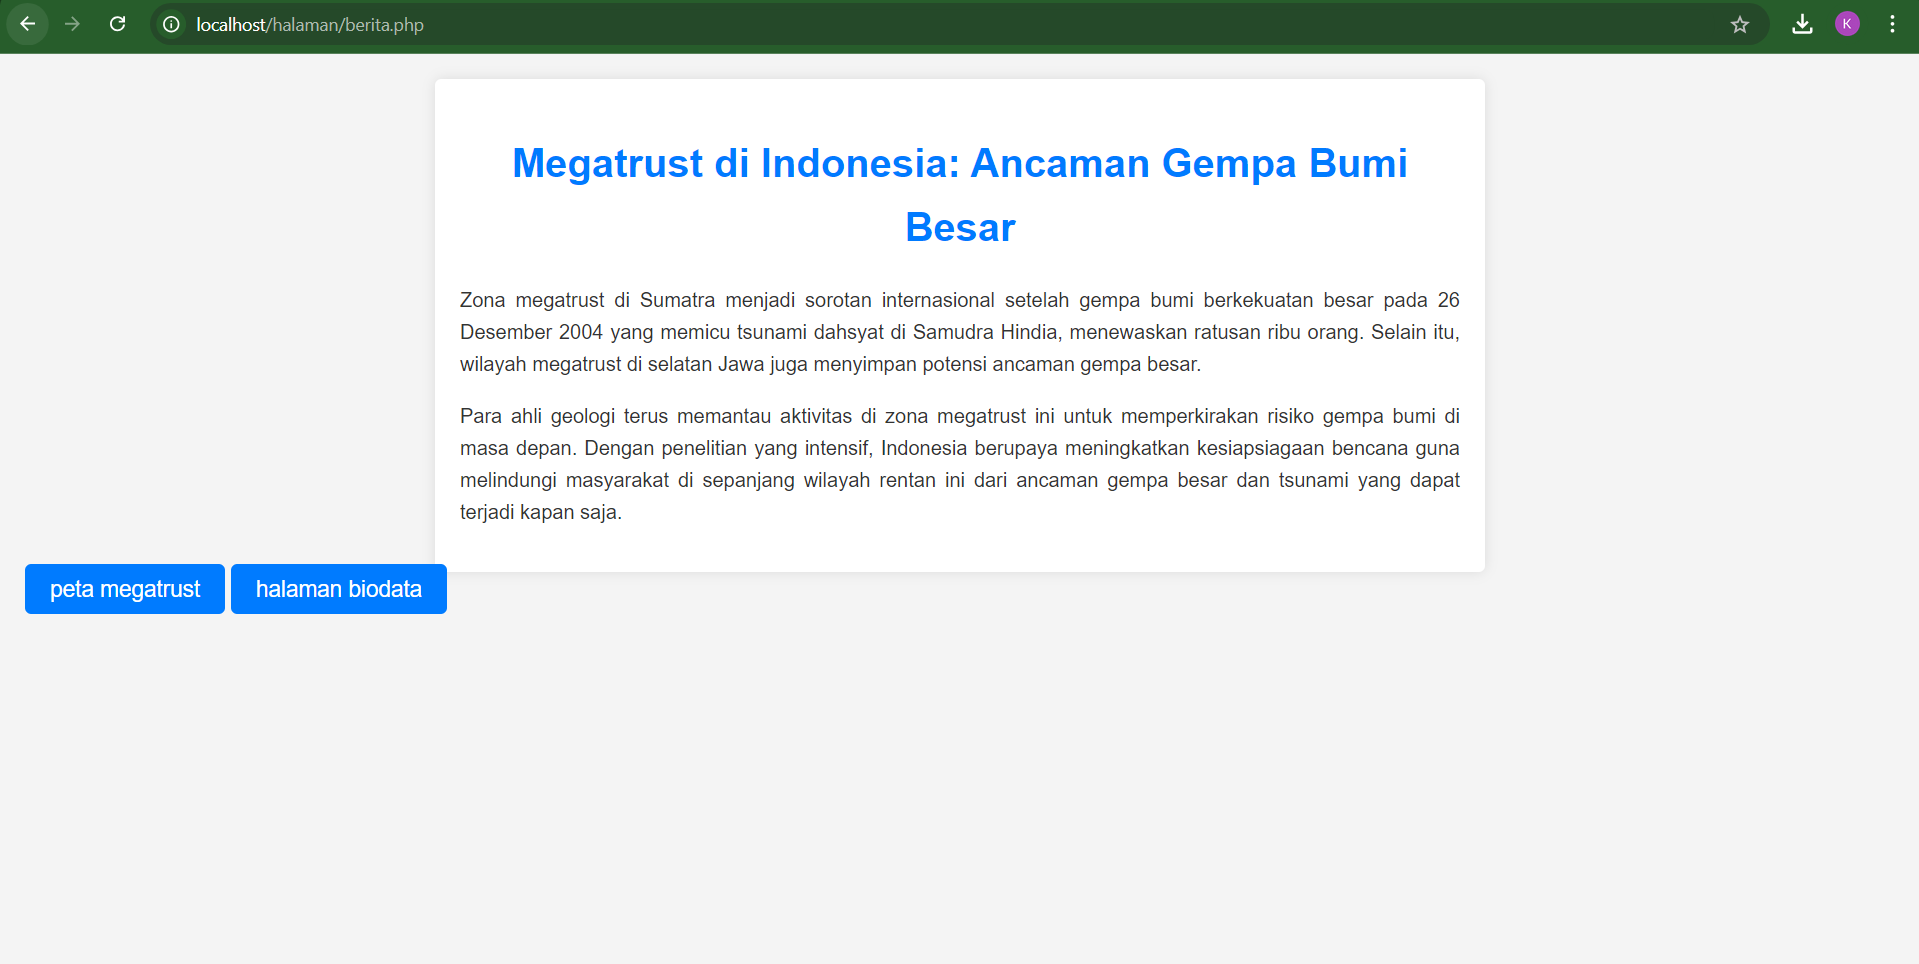 localhost/halaman/berita.php
K
Megatrust di Indonesia: Ancaman Gempa Bumi
Besar
Zona megatrust di Sumatra menjadi sorotan internasional setelah gempa bumi berkekuatan besar pada 26
Desember 2004 yang memicu tsunami dahsyat di Samudra Hindia, menewaskan ratusan ribu orang. Selain itu,
wilayah megatrust di selatan Jawa juga menyimpan potensi ancaman gempa besar.
Para ahli geologi terus memantau aktivitas di zona megatrust ini untuk memperkirakan risiko gempa bumi di
masa depan. Dengan penelitian yang intensif, Indonesia berupaya meningkatkan kesiapsiagaan bencana guna
melindungi masyarakat di sepanjang wilayah rentan ini dari ancaman gempa besar dan tsunami yang dapat
terjadi kapan saja.
peta megatrust halaman biodata